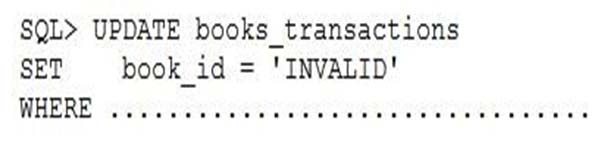 SQL> UPDATE books_transactions
SET book_id = 'INVALID'
WHERE .................................